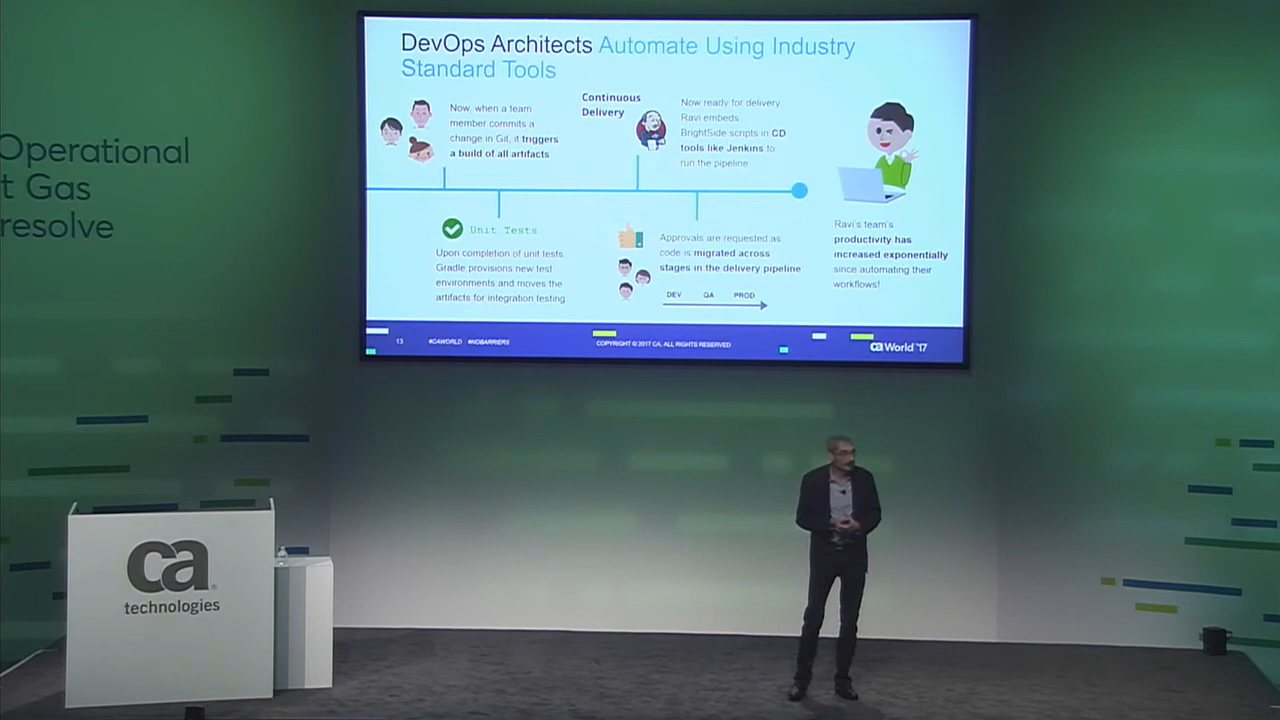 Operational
t Gas
resolve
DevOps Architects Automate Using Industry
Standard Tools
Now, when a team
member commits a
change in Git, it triggers
a build of all artifacts
Continuous
Delivery
Now ready for delivery
Ravi embeds
BrightSide scripts in CD
tools like Jenkins to
run the pipeline
Unit Tests
Upon completion of unit tests,
Gradle provisions new test
environments and moves the
artifacts for integration testing
Approvals are requested as
code is migrated across
stages in the delivery pipeline
DEV QA PROD
Ravi's team's
productivity has
increased exponentially
since automating their
workflows!
13 #CAWORLD #NOBARRIERS
COPYRIGHT © 2017 CA, ALL RIGHTS RESERVED
ca World '17
ca
technologies